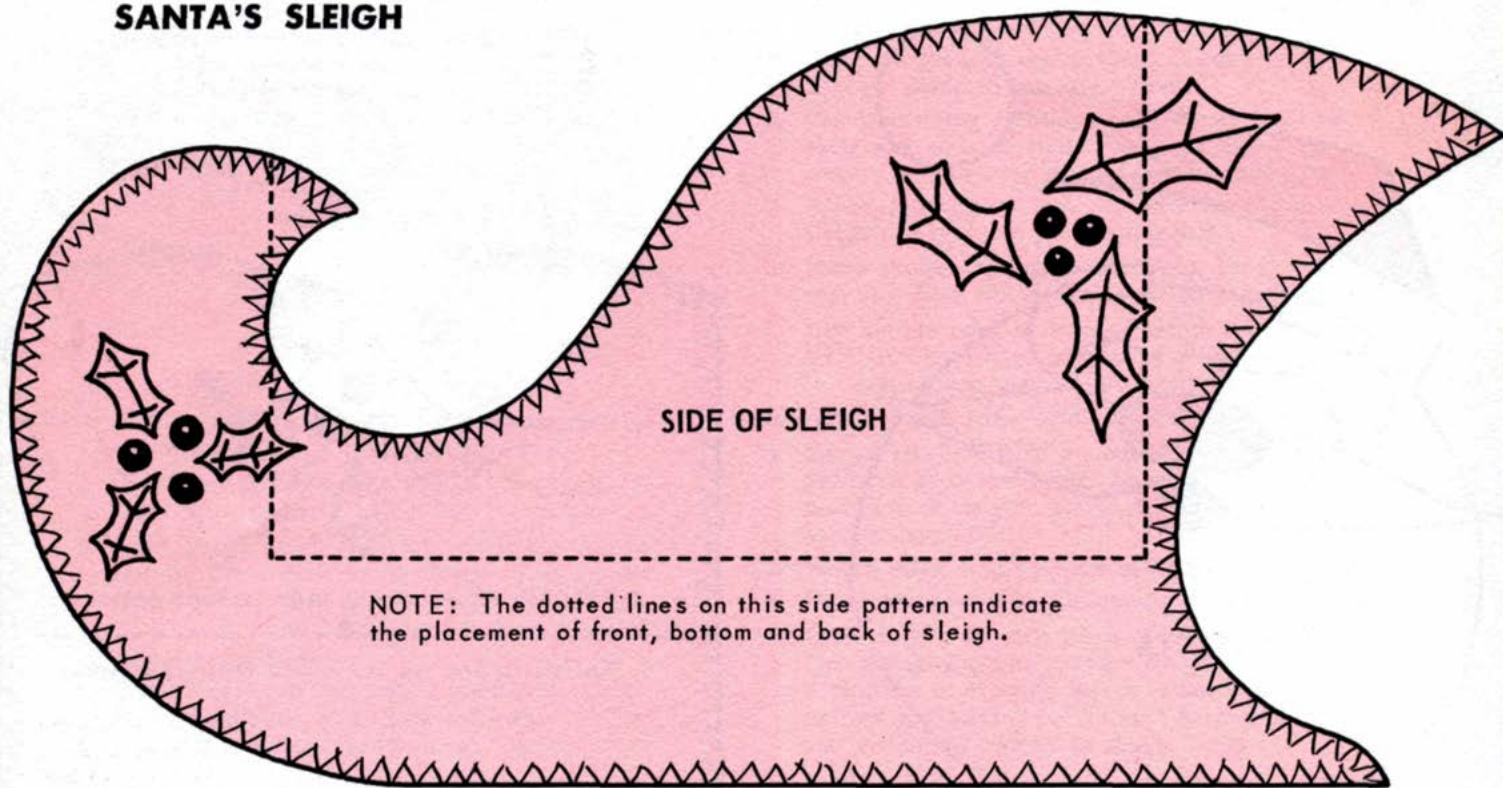 SANTA'S SLEIGH
SIDE OF SLEIGH
NOTE: The dotted lines on this side pattern indicate
the placement of front, bottom and back of sleigh.